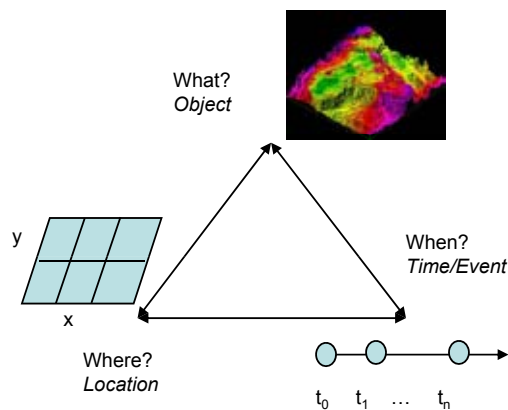 What?
Object
y
When?
Time/Event
x
Where?
Location
t0 t1 … tn